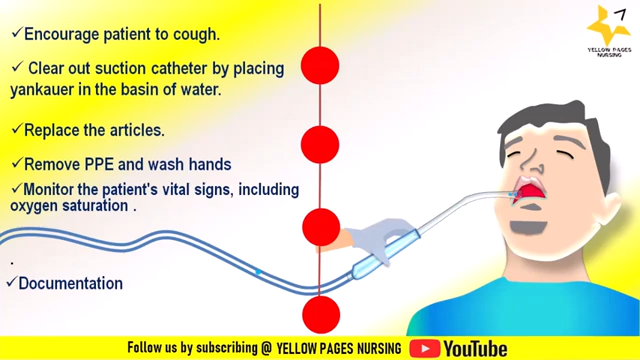 ✓Encourage patient to cough.
✓ Clear out suction catheter by placing
yankauer in the basin of water.
✓Replace the articles.
✓Remove PPE and wash hands
✓Monitor the patient's vital signs, including
oxygen saturation .
.
✓Documentation
YELLOW PAGES
NURSING
Follow us by subscribing @ YELLOW PAGES NURSING YouTube